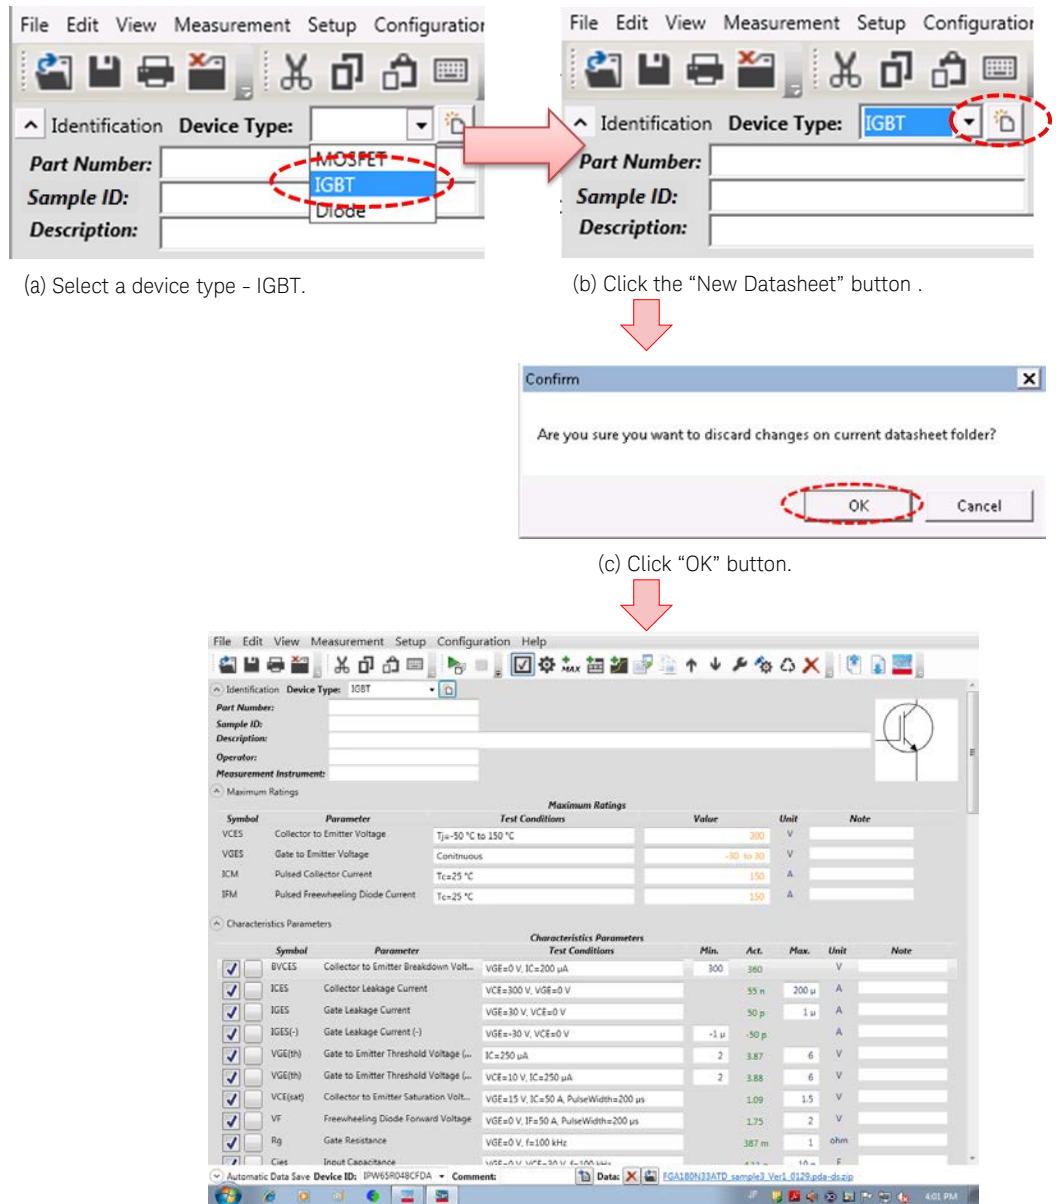 File Edit View Measurement Setup Configuration
Identification Device Type:
Part Number: MOSFET
Sample ID: IGBT
Diode
Description:
(a) Select a device type - IGBT.
File Edit View Measurement Setup Configuration
Identification Device Type: IGBT
Part Number:
Sample ID:
Description:
(b) Click the “New Datasheet” button .
Confirm
Are you sure you want to discard changes on current datasheet folder?
OK Cancel
(c) Click “OK” button.
File Edit View Measurement Setup Configuration Help
MAX
Identification Device Type: IGBT
Part Number:
Sample ID:
Description:
Operator:
Measurement Instrument:
Maximum Ratings
Maximum Ratings
Symbol Parameter Test Conditions Value Unit Note
VCES Collector to Emitter Voltage Tj=-50 °C to 150 °C 300 V
VGES Gate to Emitter Voltage Conitnuous -30 to 30 V
ICM Pulsed Collector Current Tc=25 °C 150 A
IFM Pulsed Freewheeling Diode Current Tc=25 °C 150 A
Characteristics Parameters
Characteristics Parameters
Symbol Parameter Test Conditions Min. Act. Max. Unit Note
BVCES Collector to Emitter Breakdown Volt... VGE=0 V, IC=200 μA 300 360 V
ICES Collector Leakage Current VCE=300 V, VGE=0 V 55 n 200 μ A
IGES Gate Leakage Current VGE=30 V, VCE=0 V 50 p 1 μ A
IGES(-) Gate Leakage Current (-) VGE=-30 V, VCE=0 V -1 μ -50 p A
VGE(th) Gate to Emitter Threshold Voltage (... IC=250 μA 2 3.87 6 V
VGE(th) Gate to Emitter Threshold Voltage (... VCE=10 V, IC=250 μA 2 3.88 6 V
VCE(sat) Collector to Emitter Saturation Volt... VGE=15 V, IC=50 A, PulseWidth=200 μs 1.09 1.5 V
VF Freewheeling Diode Forward Voltage VGE=0 V, IF=50 A, PulseWidth=200 μs 1.75 2 V
Rg Gate Resistance VGE=0 V, f=100 kHz 387 m 1 ohm
Cies Input Capacitance VGE=0 V, VCE=30 V, f=100 kHz 10 n F
Automatic Data Save Device ID: IPW65R048CFDA Comment: Data: FGA180N33ATD_sample3_Ver1_0129.pda-ds.zip
JP 4:01 PM